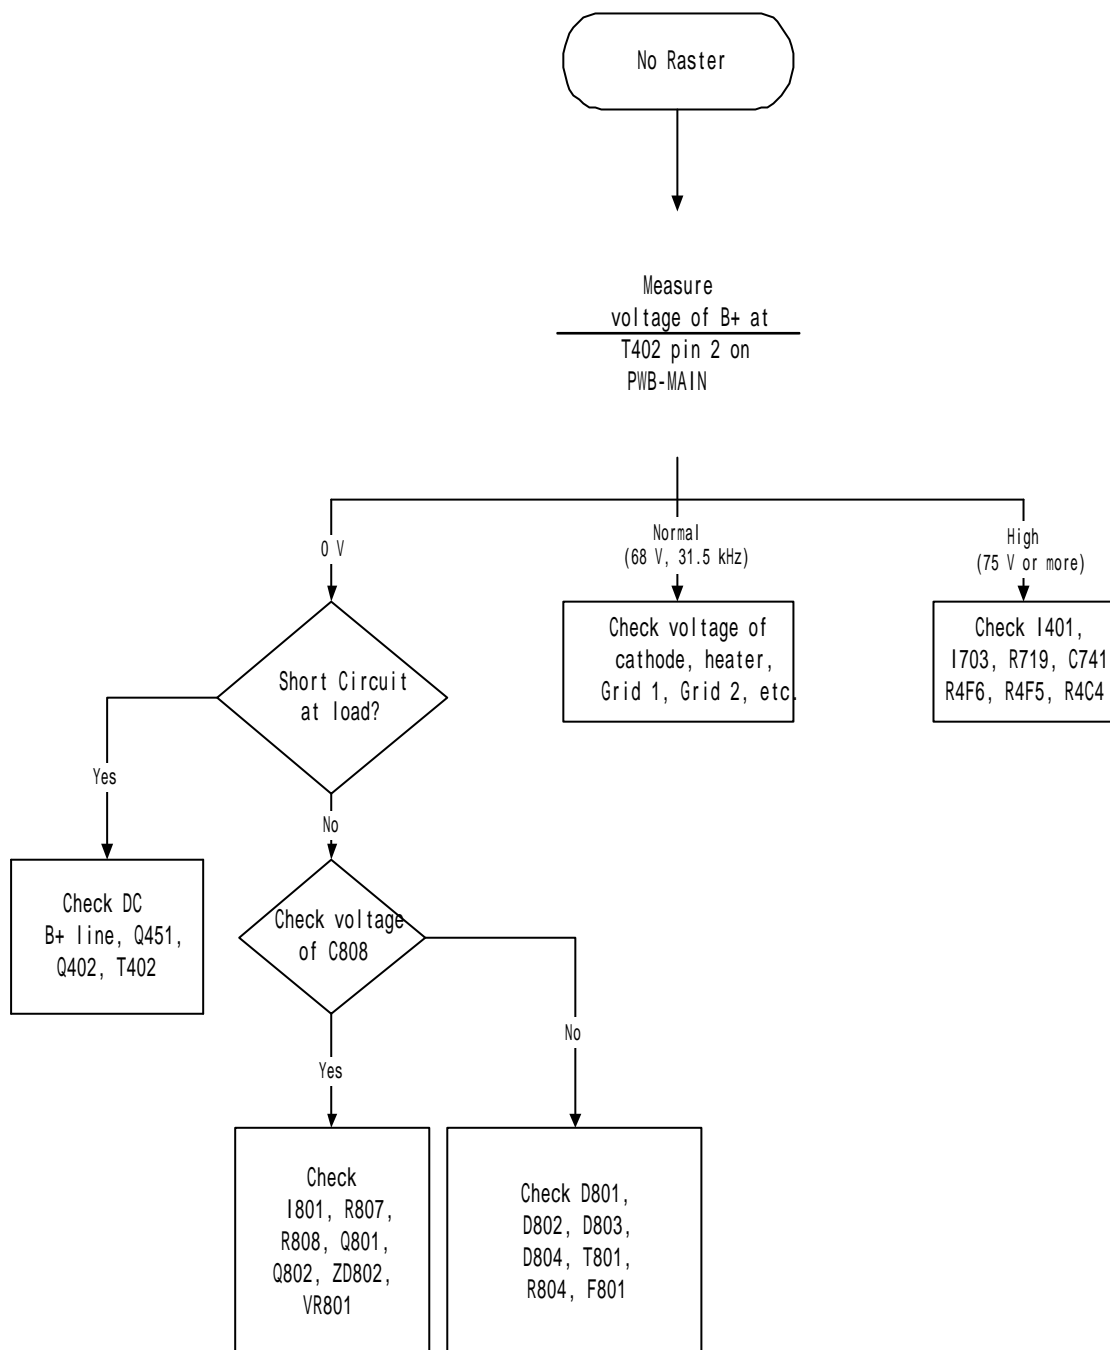 No Raster
Measure
voltage of B+ at
T402 pin 2 on
PWB-MAIN
0 V
Normal
(68 V, 31.5 kHz)
High
(75 V or more)
Short Circuit
at load?
Check voltage of
cathode, heater,
Grid 1, Grid 2, etc.
Check I401,
I703, R719, C741
R4F6, R4F5, R4C4
Yes
No
Check DC
B+ line, Q451,
Q402, T402
Check voltage
of C808
Yes
No
Check
I801, R807,
R808, Q801,
Q802, ZD802,
VR801
Check D801,
D802, D803,
D804, T801,
R804, F801